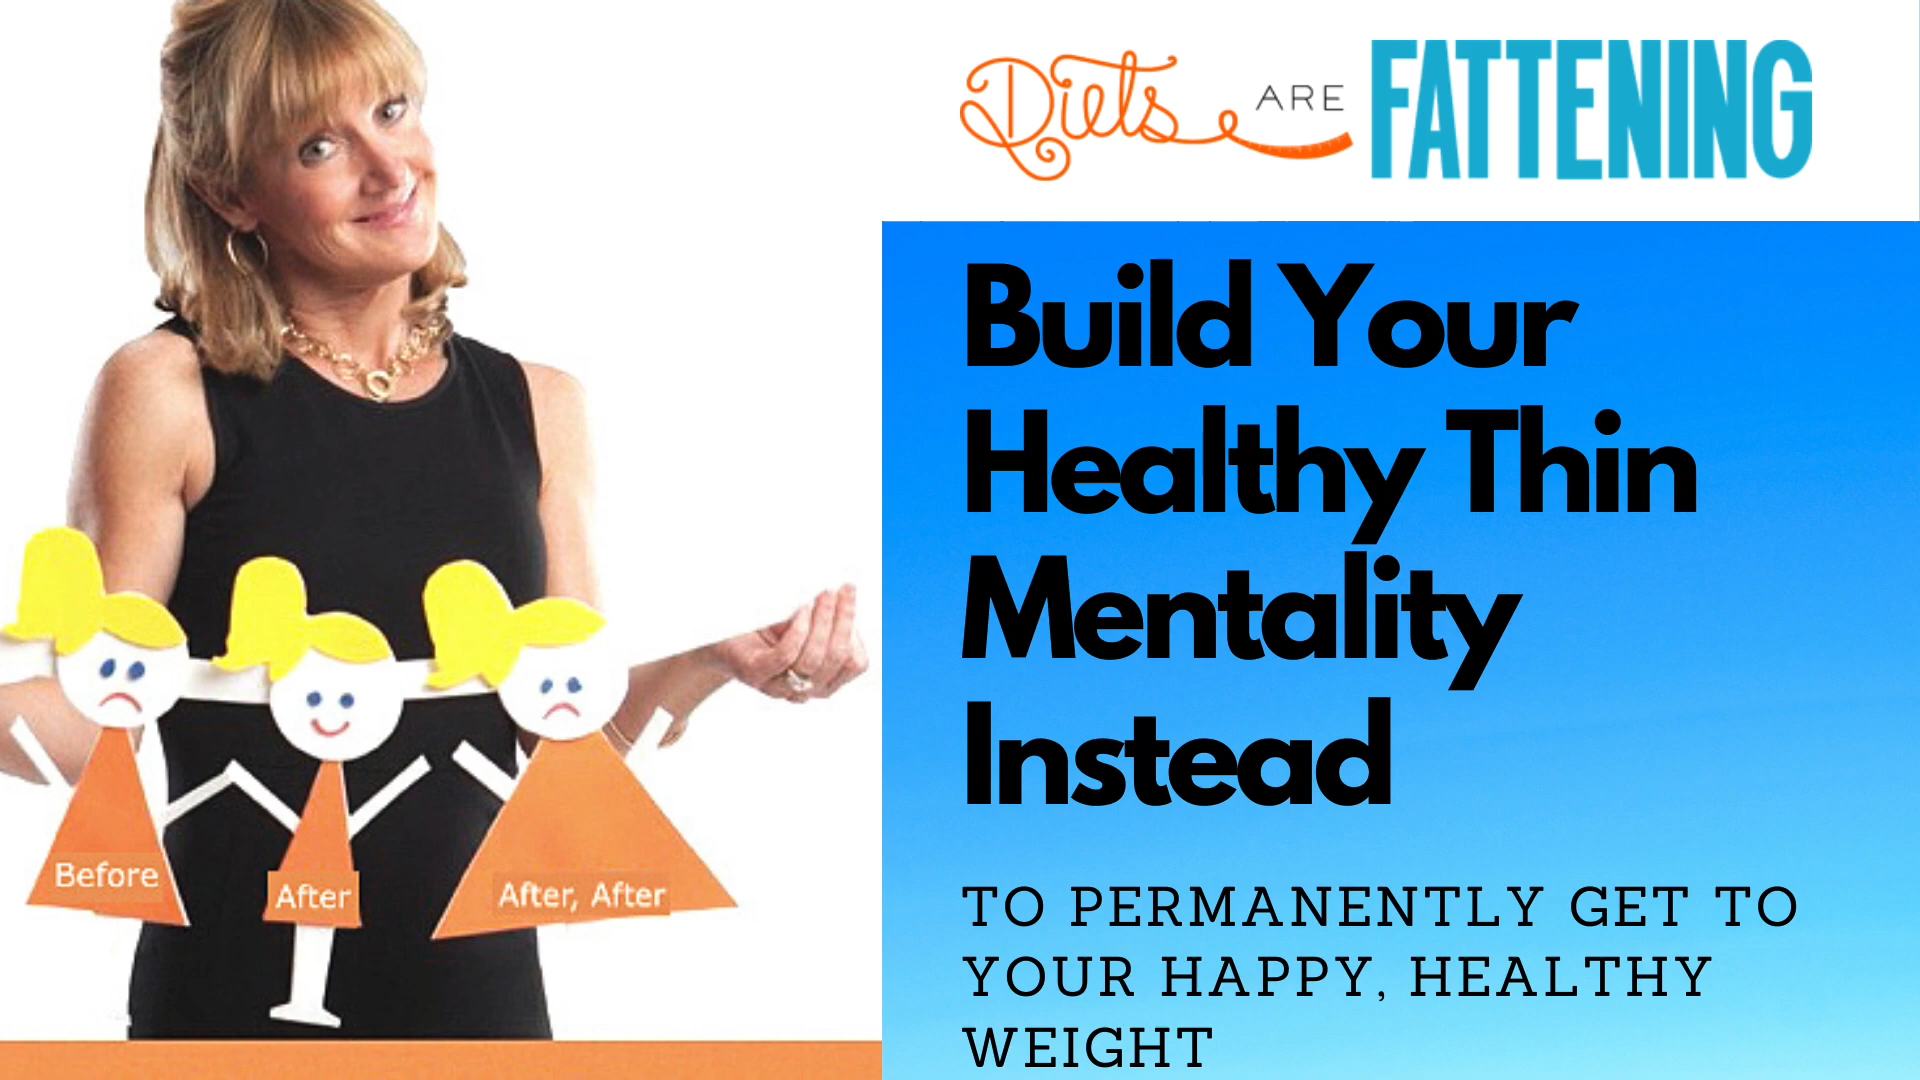 Diets ARE FATTENING
Build Your
Healthy Thin
Mentality
Instead
TO PERMANENTLY GET TO
YOUR HAPPY, HEALTHY
WEIGHT
Before
After
After, After